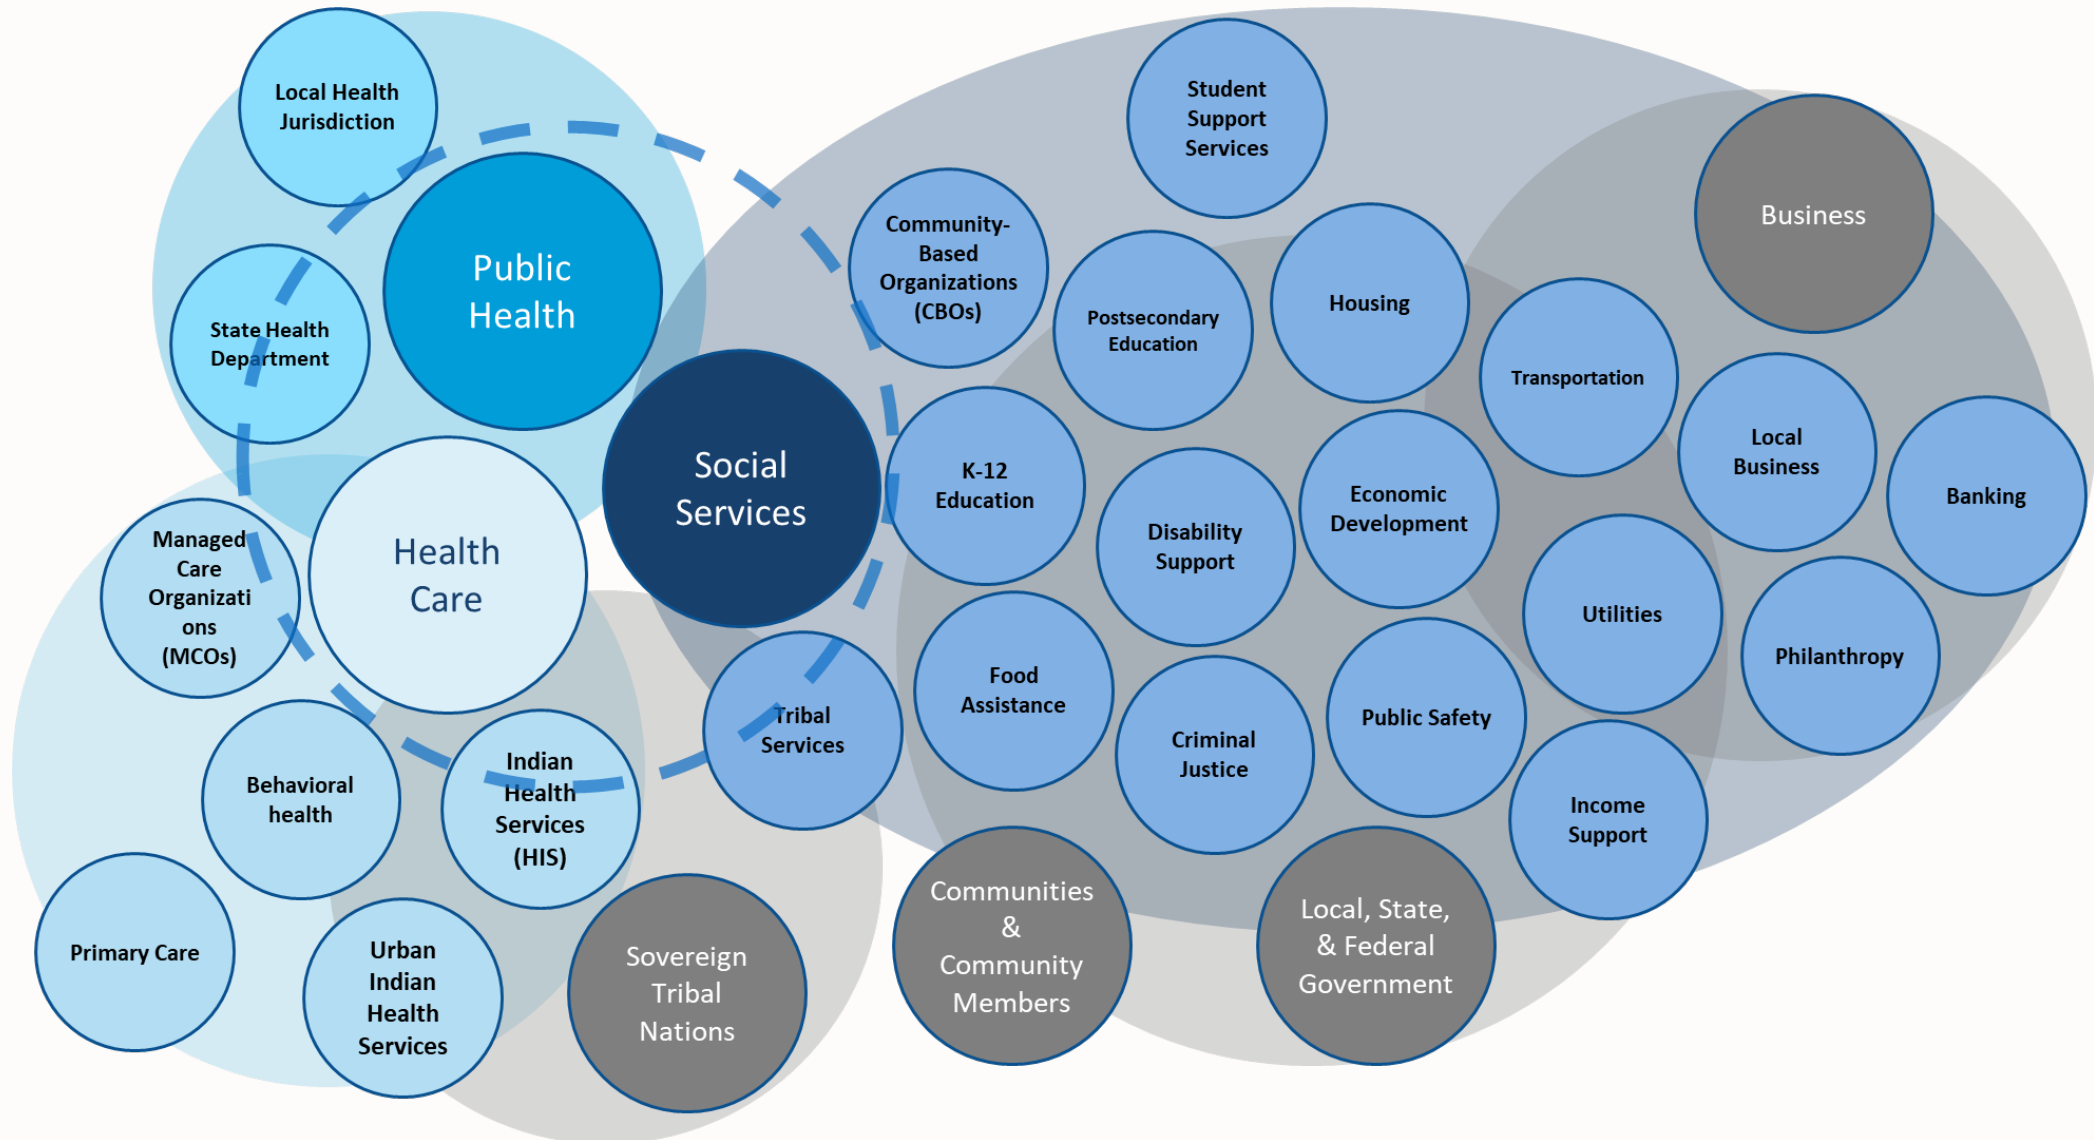 Local Health
Jurisdiction
Public
Health
State Health
Department
Health
Care
Managed
Care
Organizati
ons
(MCOs)
Behavioral
health
Indian
Health
Services
(HIS)
Primary Care
Urban
Indian
Health
Services
Sovereign
Tribal
Nations
Social
Services
Tribal
Services
Student
Support
Services
Community-
Based
Organizations
(CBOs)
Postsecondary
Education
Housing
Transportation
Business
K-12
Education
Disability
Support
Economic
Development
Local
Business
Banking
Utilities
Philanthropy
Food
Assistance
Criminal
Justice
Public Safety
Income
Support
Communities
&
Community
Members
Local, State,
& Federal
Government